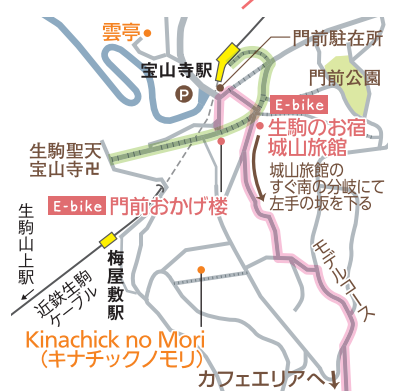 雲亭
門前駐在所
宝山寺駅
P
門前公園
E-bike
生駒のお宿
城山旅館
生駒聖天
宝山寺卍
城山旅館の
すぐ南の分岐にて
左手の坂を下る
E-bike 門前おかげ楼
生駒山上駅
梅屋敷駅
近鉄生駒
ケーブル
モデルコース
Kinachick no Mori
（キナチックノモリ）
カフェエリアへ↓